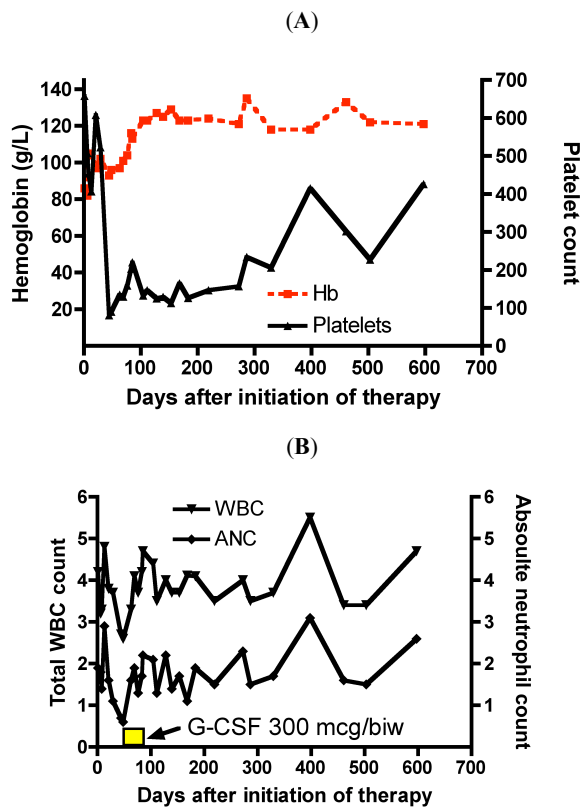 (A)
140
120
100
80
60
40
20
Hemoglobin (g/L)
700
600
500
400
300
200
100
0
Platelet count
Hb
Platelets
0 100 200 300 400 500 600 700
Days after initiation of therapy
(B)
6
5
4
3
2
1
0
Total WBC count
6
5
4
3
2
1
Absoulte neutrophil count
WBC
ANC
G-CSF 300 mcg/biw
0 100 200 300 400 500 600 700
Days after initiation of therapy